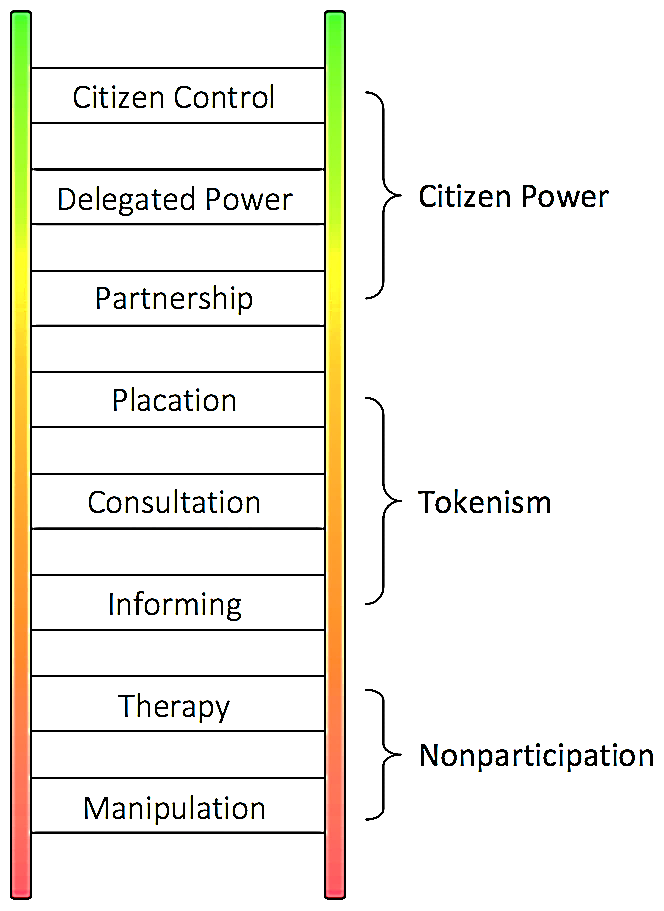 Citizen Control
Delegated Power
Citizen Power
Partnership
Placation
Consultation
Tokenism
Informing
Therapy
Nonparticipation
Manipulation